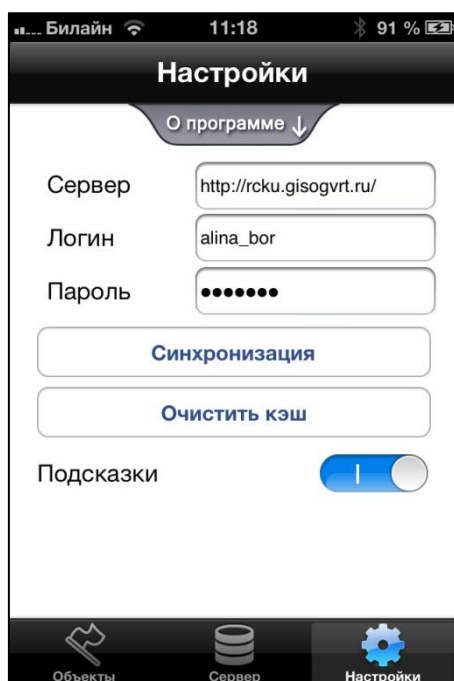 Билайн 11:18 91 %
Настройки
О программе ↓
Сервер http://rcku.gisogvrt.ru/
Логин alina_bor
Пароль •••••••
Синхронизация
Очистить кэш
Подсказки
Объекты Сервер Настройки